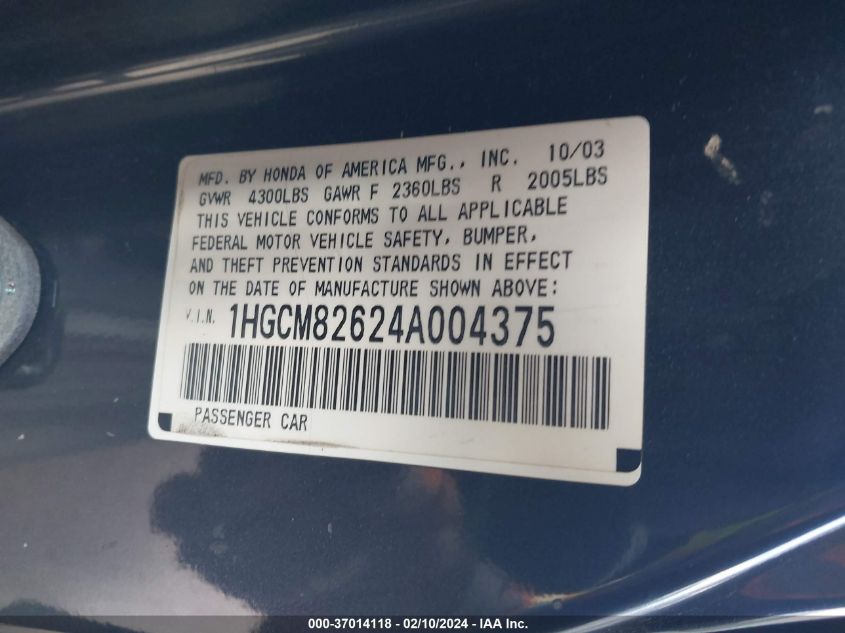 MFD. BY HONDA OF AMERICA MFG., INC. 10/03
GVWR 4300LBS GAWR F 2360LBS R 2005LBS
THIS VEHICLE CONFORMS TO ALL APPLICABLE
FEDERAL MOTOR VEHICLE SAFETY, BUMPER,
AND THEFT PREVENTION STANDARDS IN EFFECT
ON THE DATE OF MANUFACTURE SHOWN ABOVE:
V.I.N. 1HGCM82624A004375
PASSENGER CAR
000-37014118 - 02/10/2024 - IAA Inc.